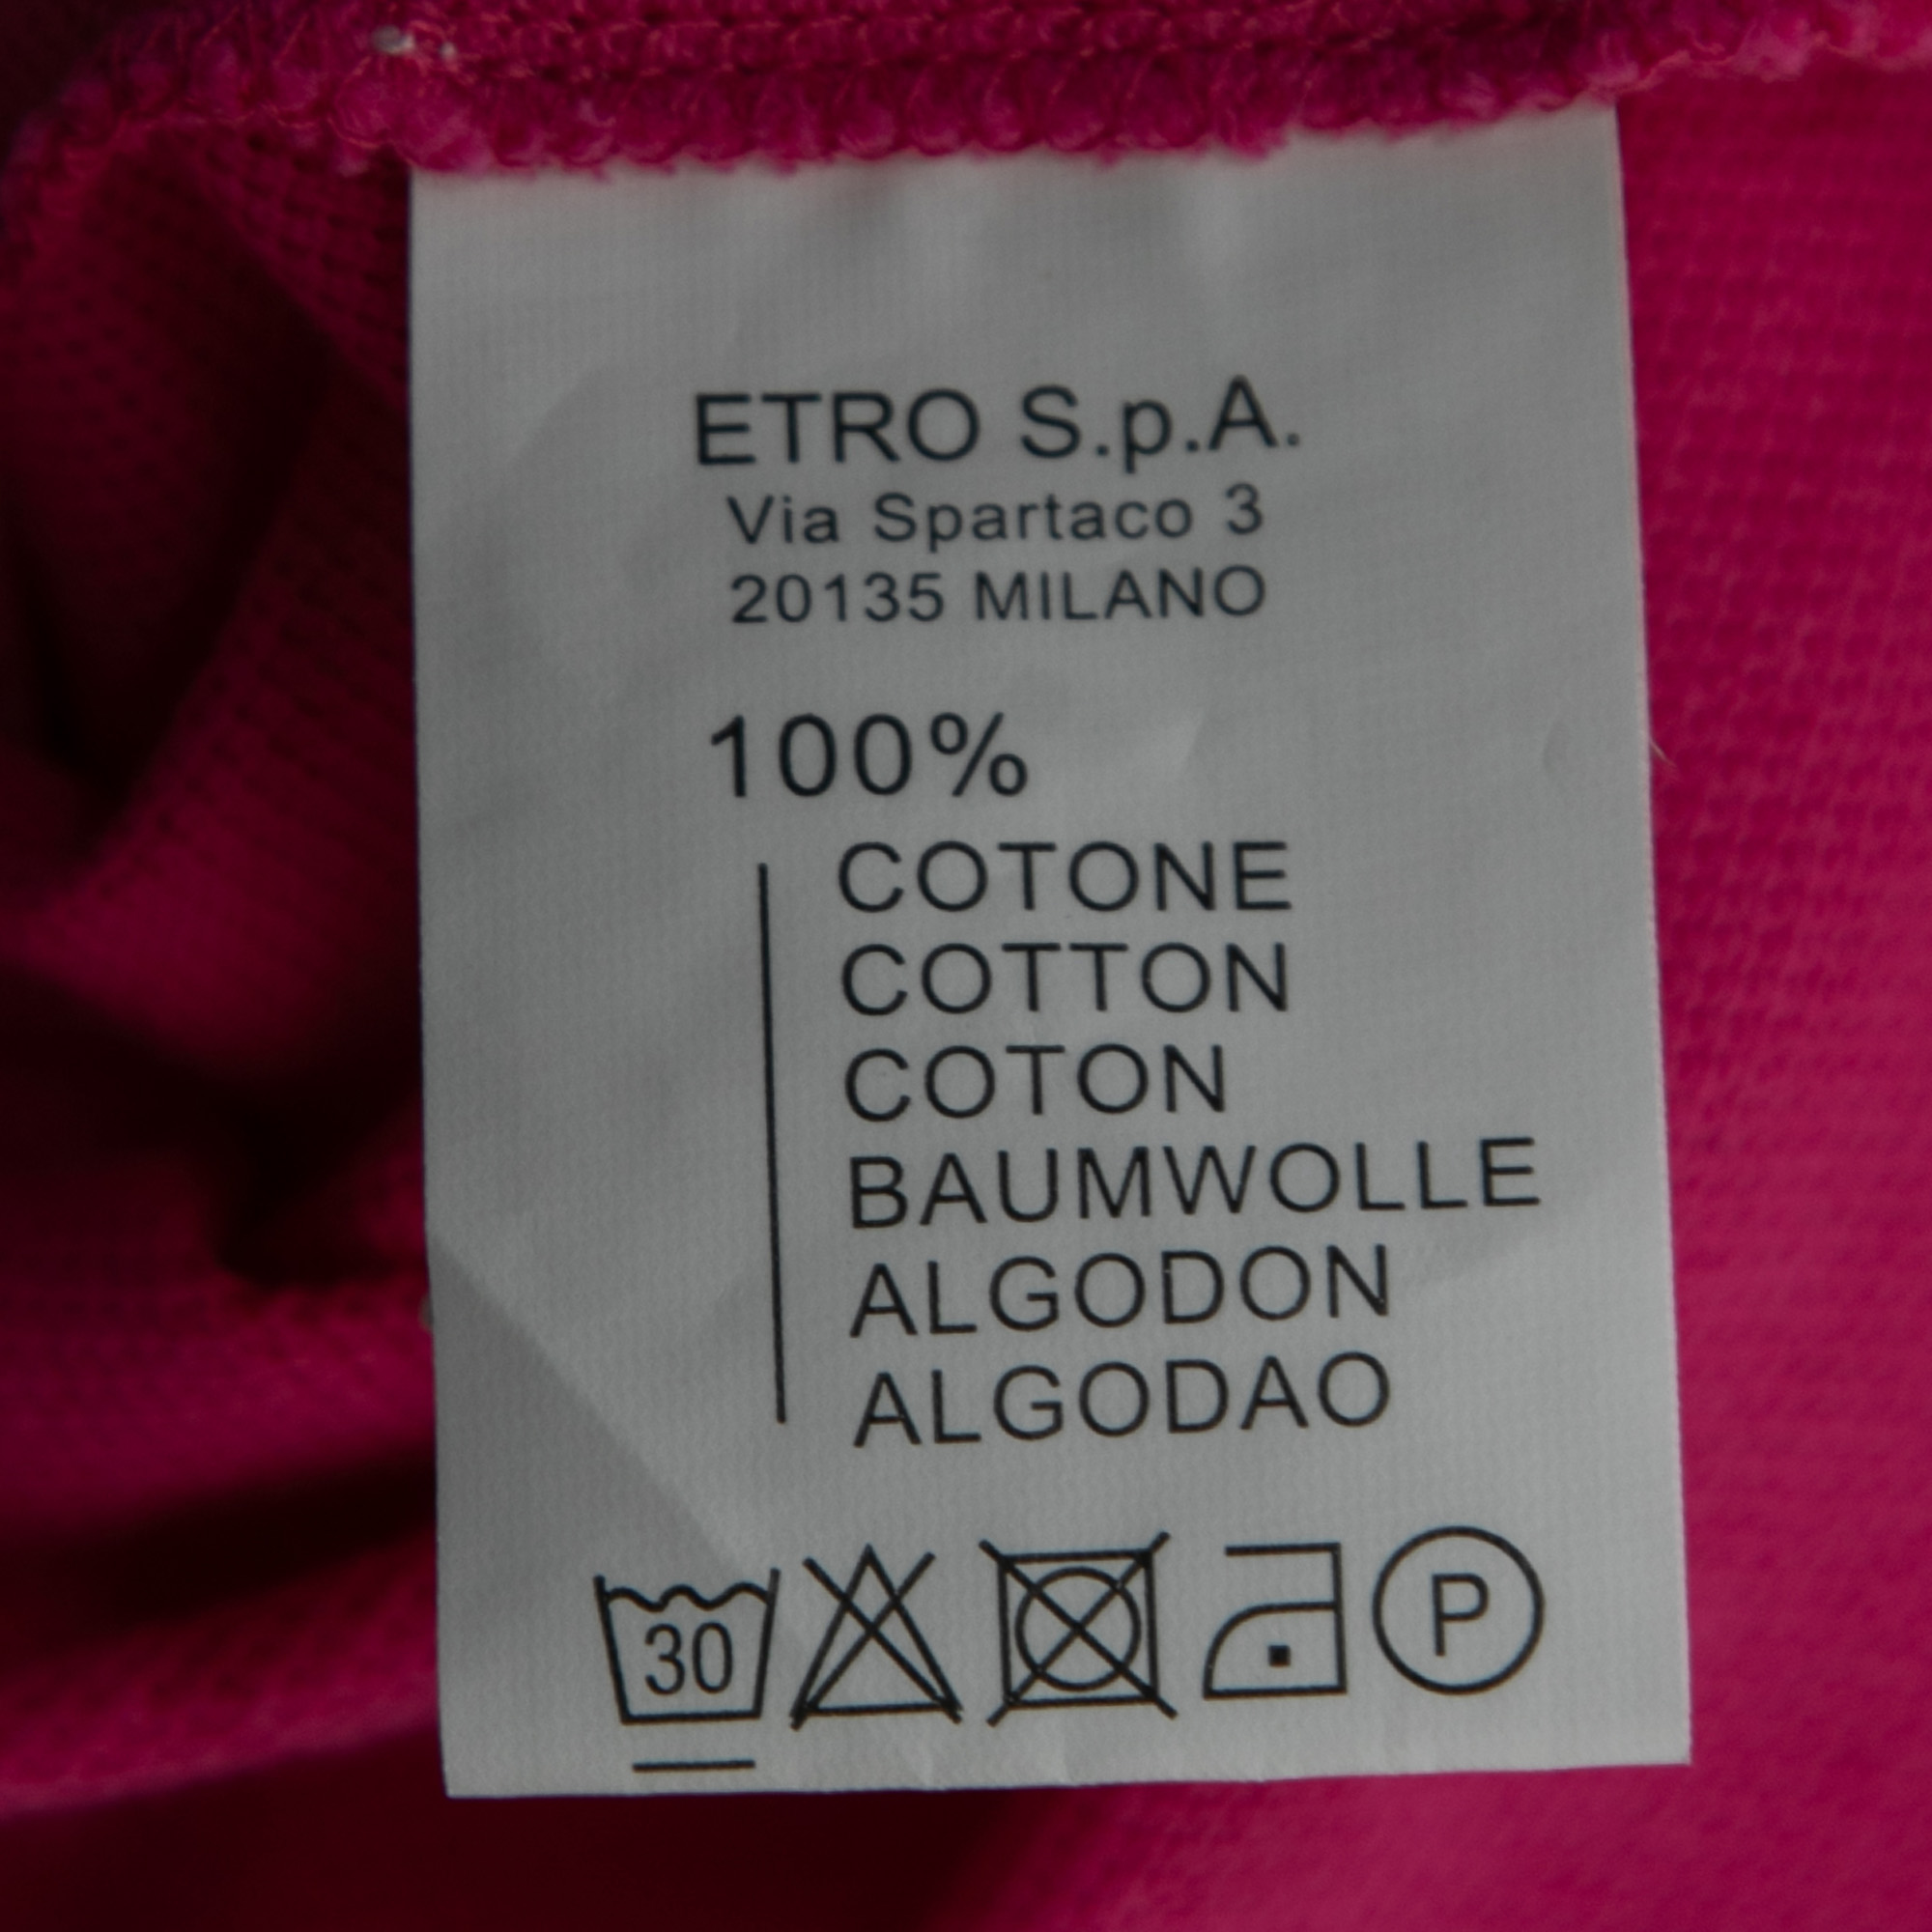 ETRO S.p.A.
Via Spartaco 3
20135 MILANO
100%
COTONE
COTTON
COTON
BAUMWOLLE
ALGODON
ALGODAO
30 P